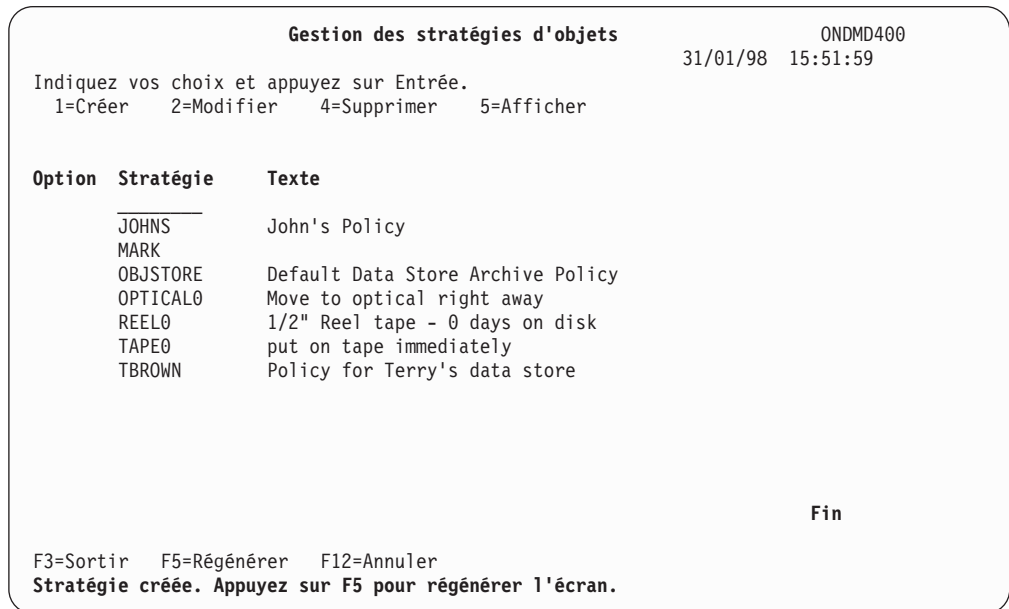 Gestion des stratégies d'objets ONDMD400
31/01/98 15:51:59
Indiquez vos choix et appuyez sur Entrée.
1=Créer 2=Modifier 4=Supprimer 5=Afficher
Option Stratégie Texte
________
JOHNS John's Policy
MARK
OBJSTORE Default Data Store Archive Policy
OPTICAL0 Move to optical right away
REEL0 1/2" Reel tape - 0 days on disk
TAPE0 put on tape immediately
TBROWN Policy for Terry's data store
Fin
F3=Sortir F5=Régénérer F12=Annuler
Stratégie créée. Appuyez sur F5 pour régénérer l'écran.